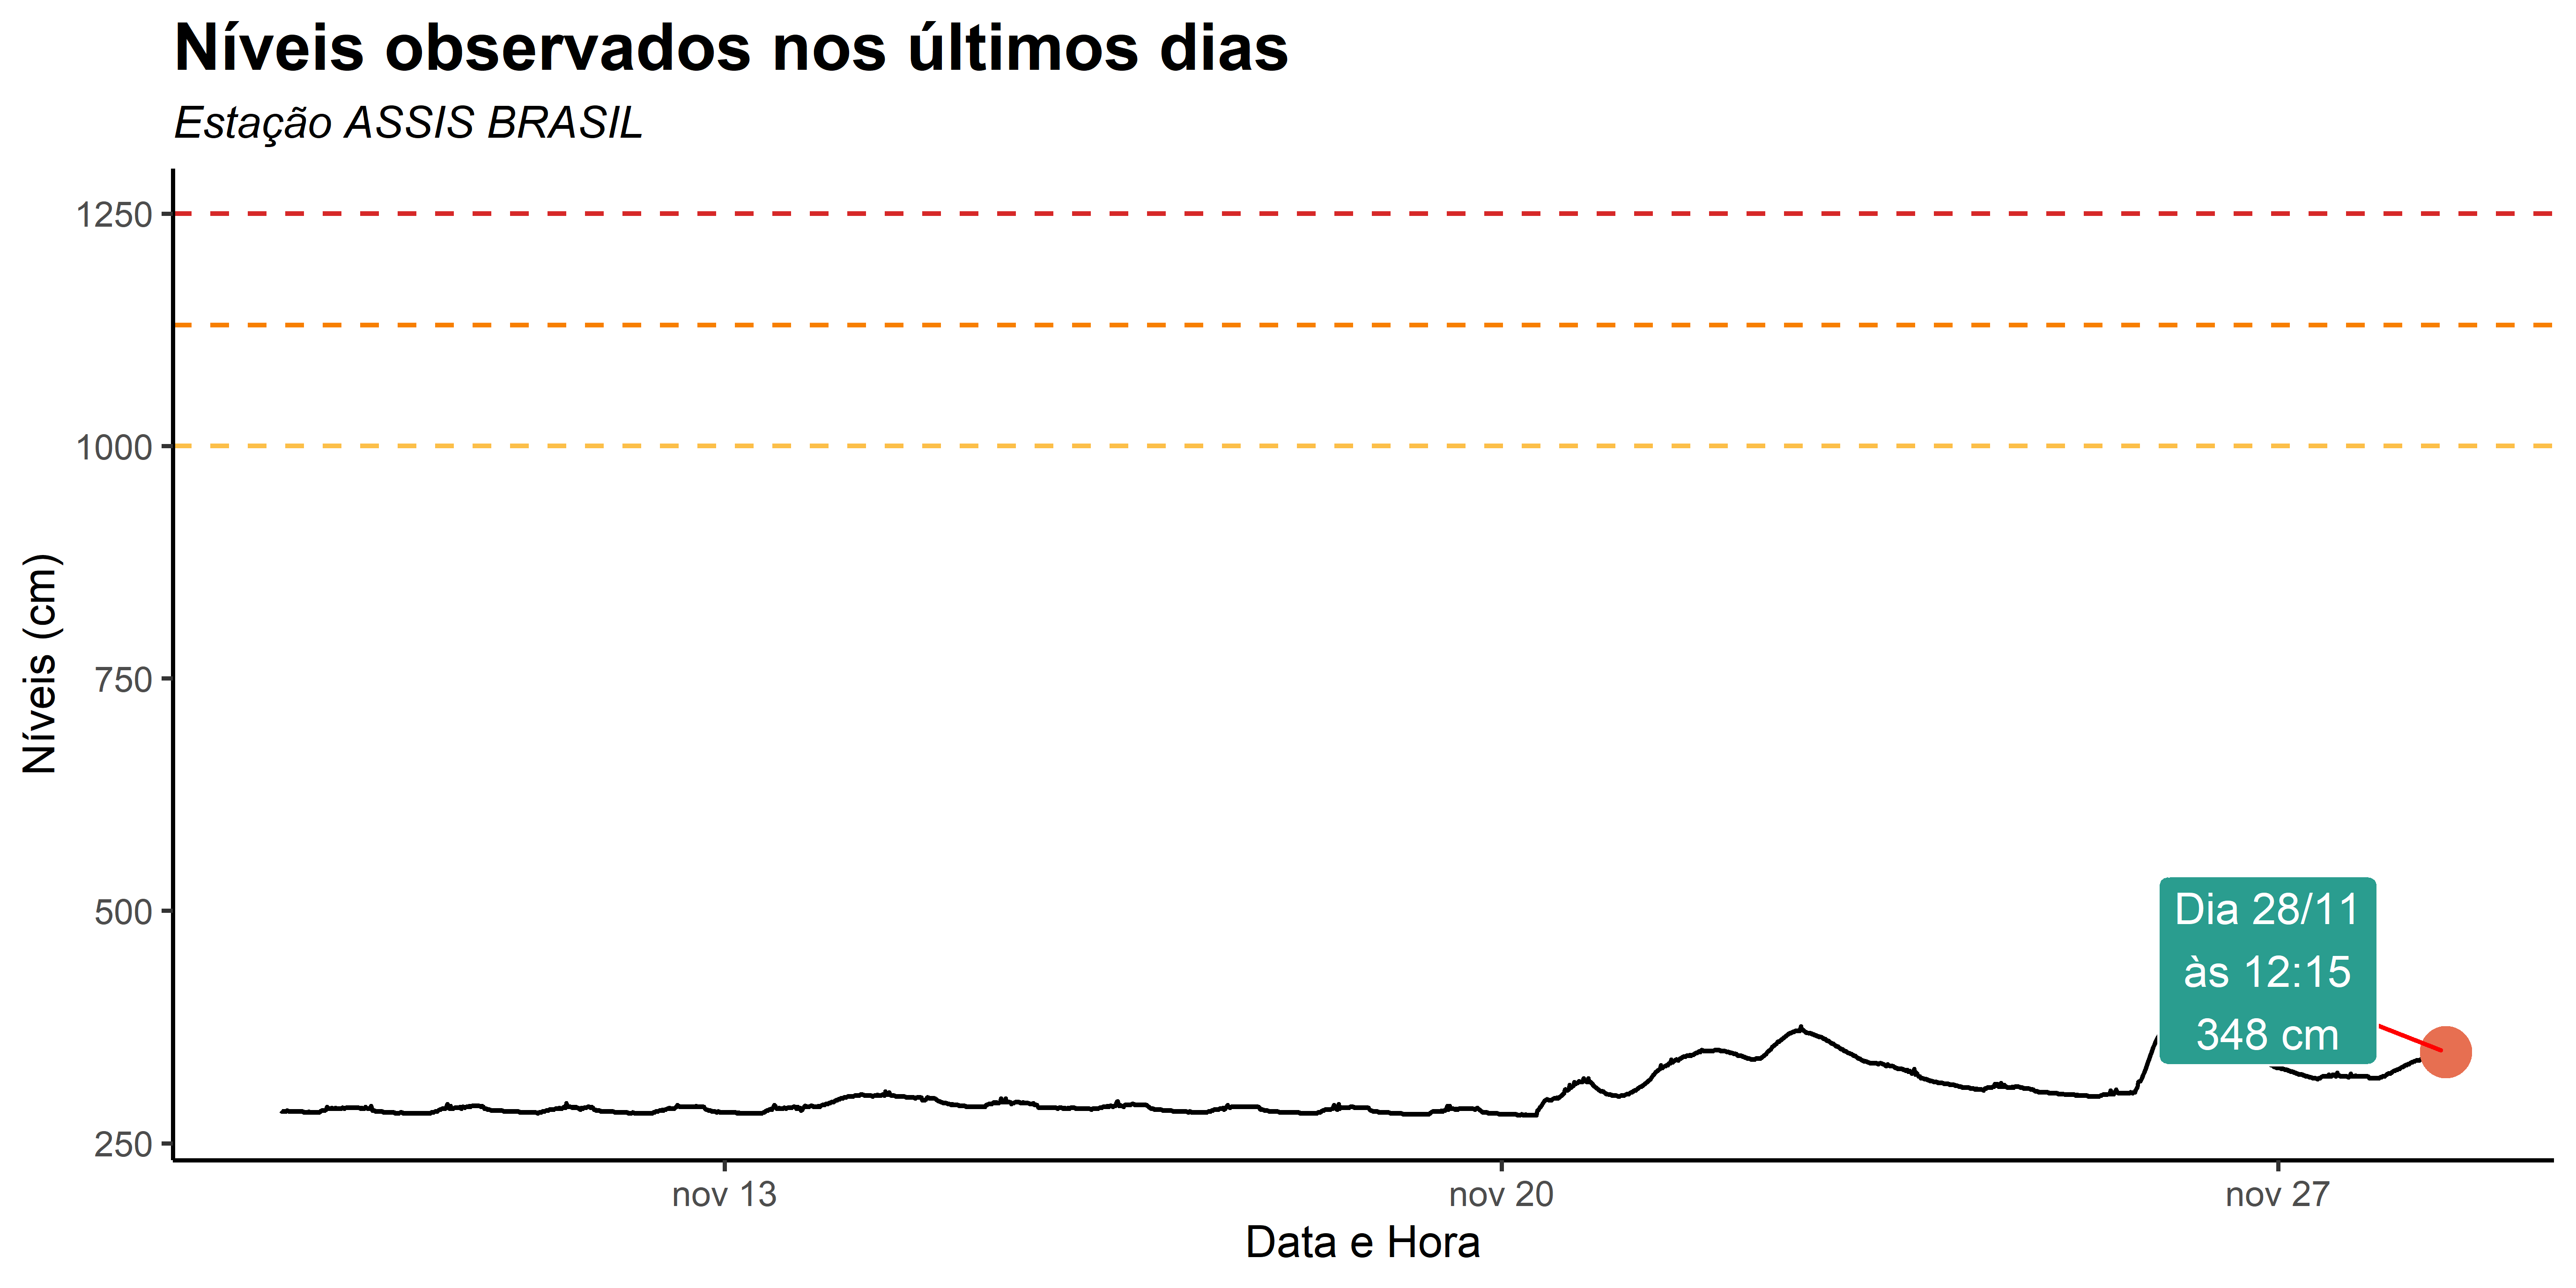 Níveis observados nos últimos dias
Estação ASSIS BRASIL
Níveis (cm)
1250
1000
750
500
250
Dia 28/11
às 12:15
348 cm
nov 13
nov 20
nov 27
Data e Hora